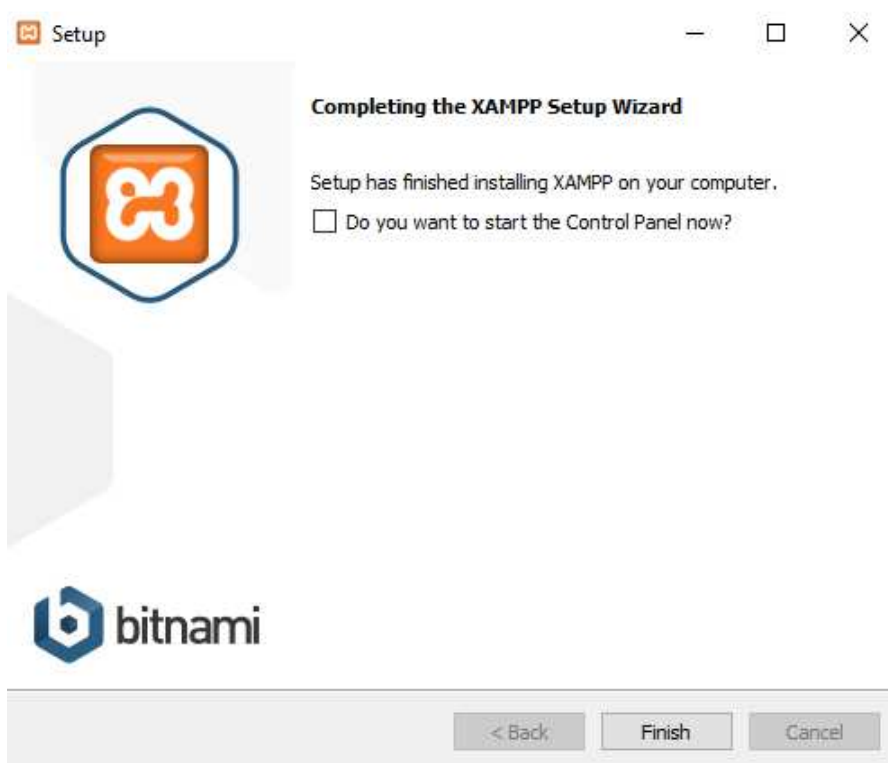 Setup
Completing the XAMPP Setup Wizard
Setup has finished installing XAMPP on your computer.
Do you want to start the Control Panel now?
bitnami
< Back
Finish
Cancel